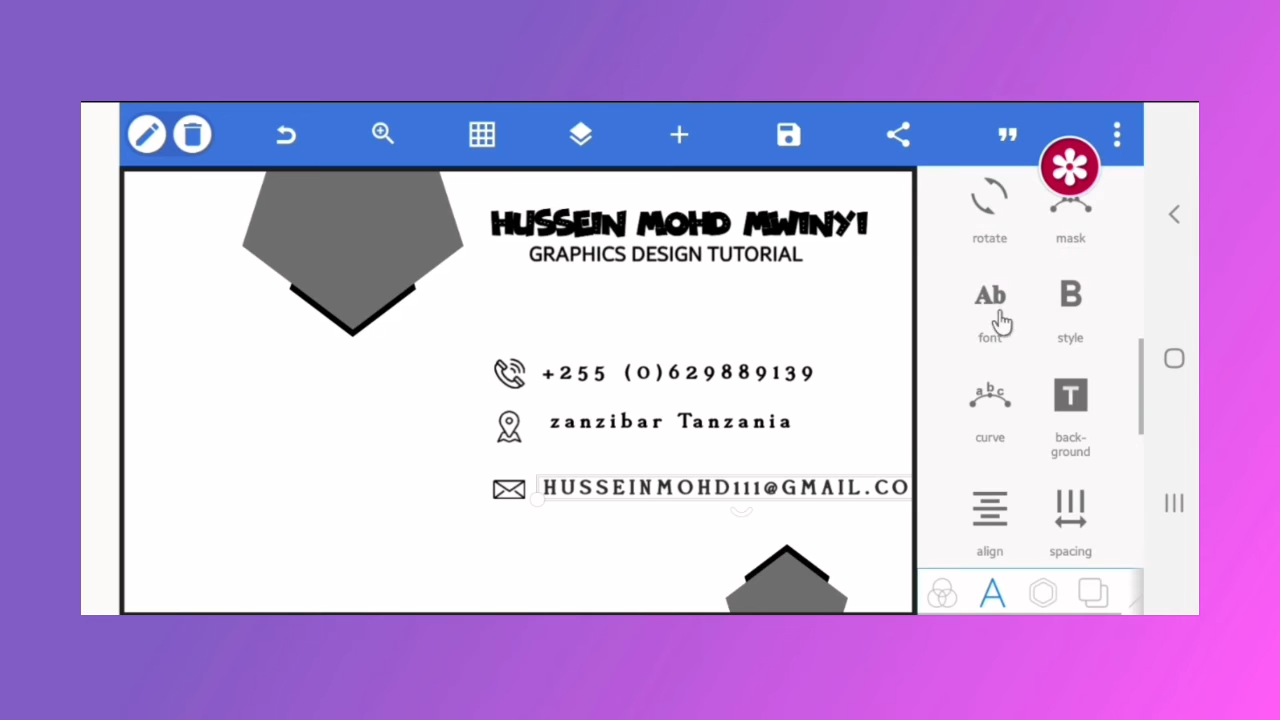 HUSSEIN MOHD MWINYI
GRAPHICS DESIGN TUTORIAL
+255 (0)629889139
zanzibar Tanzania
HUSSEINMOHD111@GMAIL.CO
rotate
mask
Ab
B
font
style
abc
T
curve
back-
ground
align
spacing
A